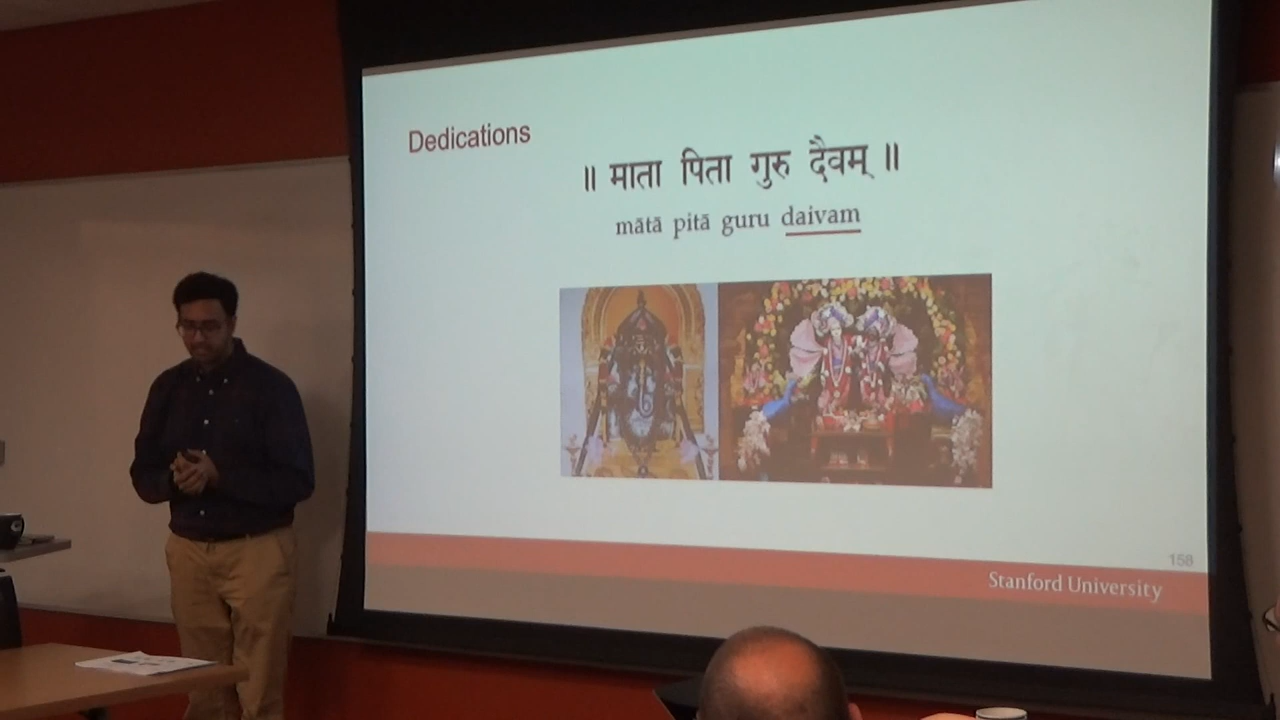 Dedications
॥ माता पिता गुरु दैवम् ॥
mātā pitā guru daivam
158
Stanford University